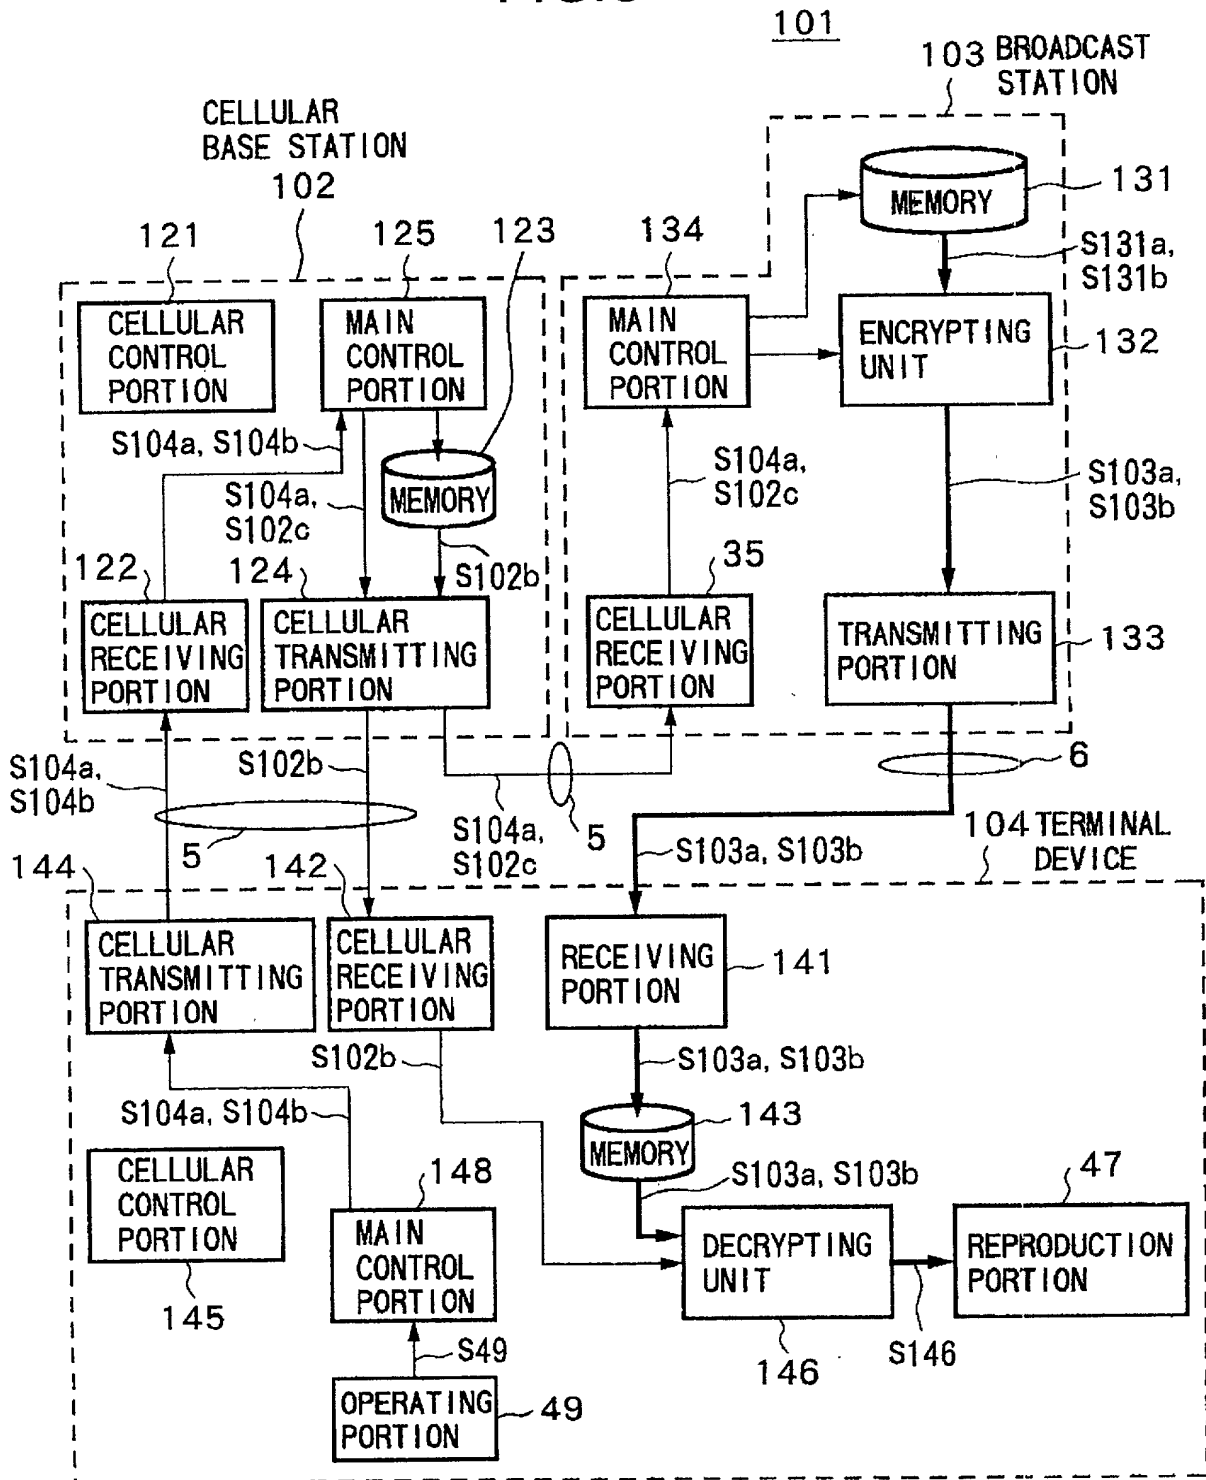 101
103 BROADCAST
STATION
CELLULAR
BASE STATION
102
121
125
123
134
MEMORY
131
S131a,
S131b
CELLULAR
CONTROL
PORTION
MAIN
CONTROL
PORTION
MAIN
CONTROL
PORTION
ENCRYPTING
UNIT
132
S104a, S104b
MEMORY
S104a,
S102c
S104a,
S102c
S103a,
S103b
122
124
S102b
35
CELLULAR
RECEIVING
PORTION
CELLULAR
TRANSMITTING
PORTION
CELLULAR
RECEIVING
PORTION
TRANSMITTING
PORTION
133
S104a,
S104b
S102b
6
5
S104a,
S102c
5
S103a, S103b
104 TERMINAL
DEVICE
144
142
CELLULAR
TRANSMITTING
PORTION
CELLULAR
RECEIVING
PORTION
RECEIVING
PORTION
141
S102b
S103a, S103b
S104a, S104b
MEMORY
143
S103a, S103b
CELLULAR
CONTROL
PORTION
145
148
MAIN
CONTROL
PORTION
DECRYPTING
UNIT
146
47
REPRODUCTION
PORTION
S146
S49
OPERATING
PORTION
49